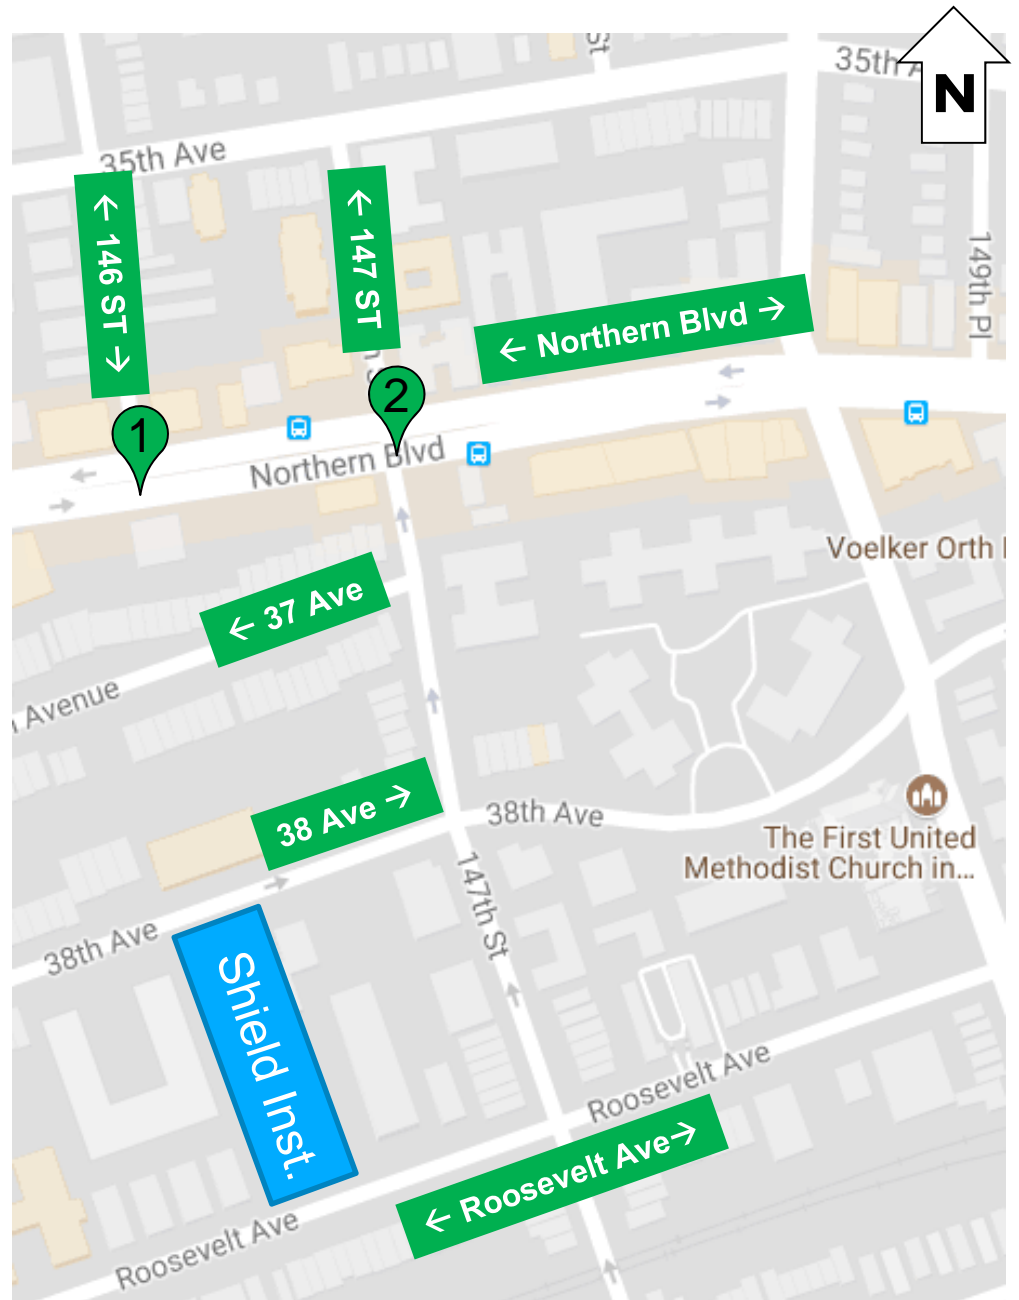 St
35th A
N
35th Ave
← 146 ST →
← 147 ST
149th Pl
← Northern Blvd →
2
1
Northern Blvd
Voelker Orth
← 37 Ave
Avenue
38 Ave →
38th Ave
The First United
Methodist Church in...
147th St
38th Ave
Shield Inst.
Roosevelt Ave
← Roosevelt Ave→
Roosevelt Ave